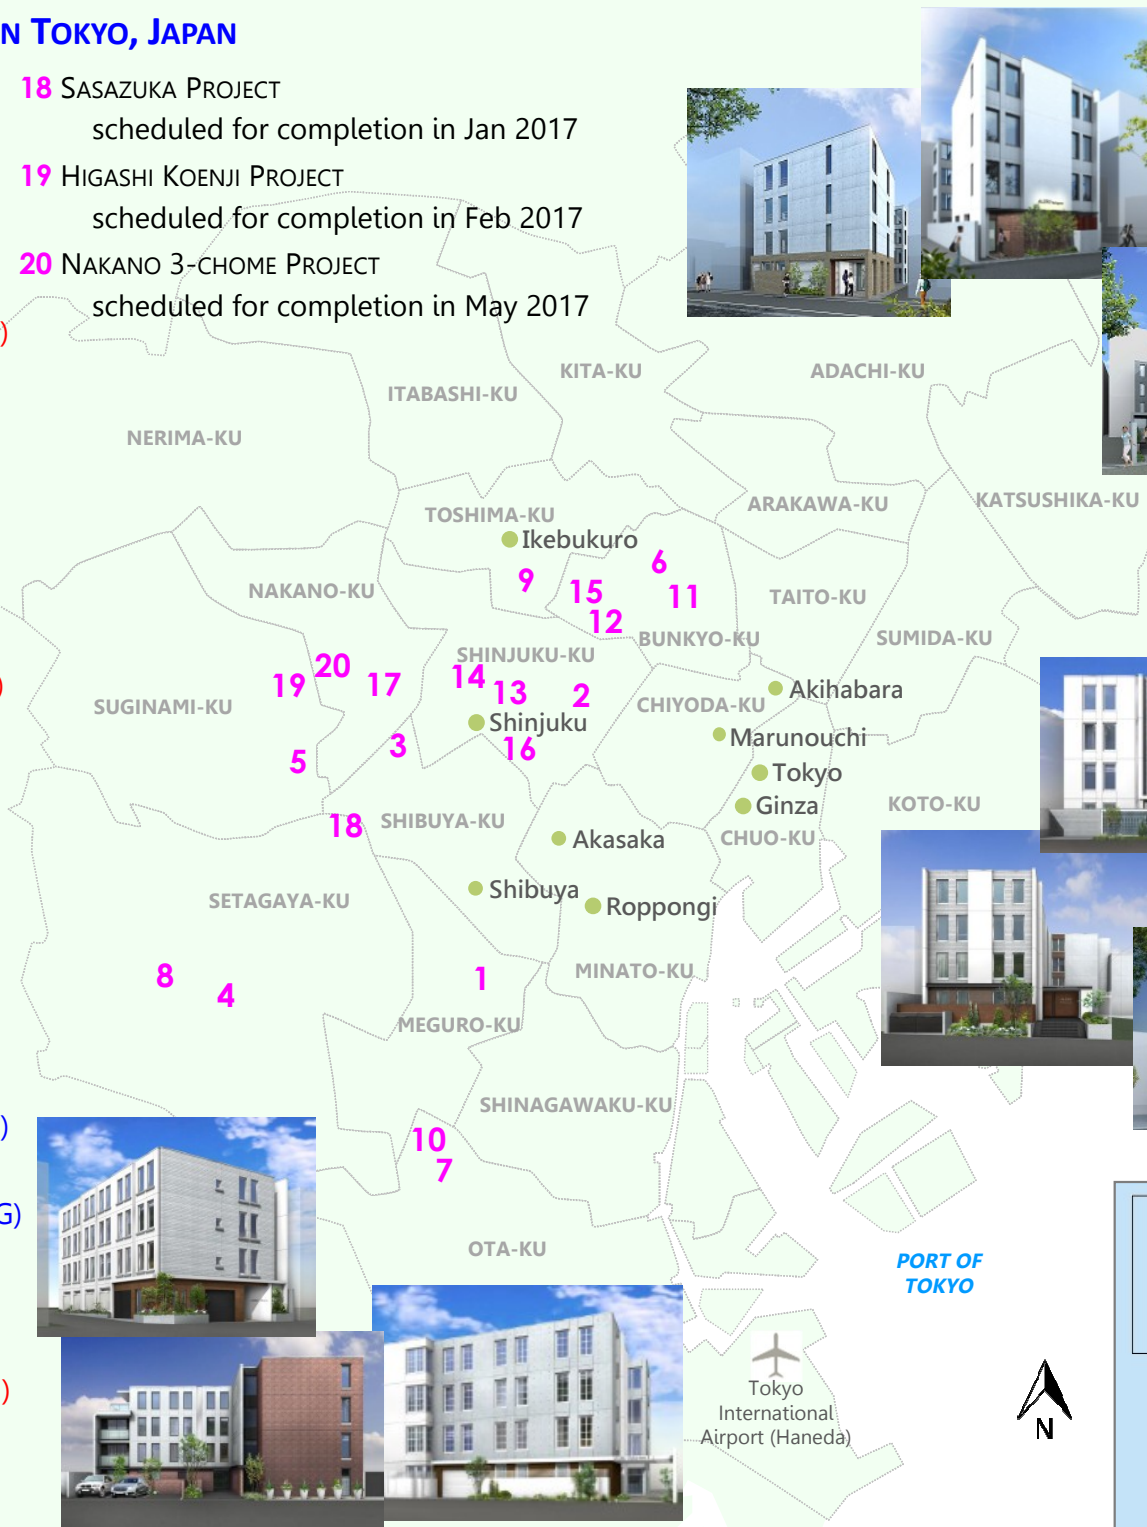 N TOKYO, JAPAN
18 SASAZUKA PROJECT
scheduled for completion in Jan 2017
19 HIGASHI KOENJI PROJECT
scheduled for completion in Feb 2017
20 NAKANO 3-CHOME PROJECT
scheduled for completion in May 2017
)
KITA-KU
ADACHI-KU
ITABASHI-KU
NERIMA-KU
KATSUSHIKA-KU
ARAKAWA-KU
TOSHIMA-KU
Ikebukuro
6
9
15
11
NAKANO-KU
TAITO-KU
12
BUNKYO-KU
SUMIDA-KU
SHINJUKU-KU
20
14
19
17
13
2
)
Akihabara
SUGINAMI-KU
CHIYODA-KU
Shinjuku
Marunouchi
3
16
5
Tokyo
Ginza
KOTO-KU
18
SHIBUYA-KU
Akasaka
CHUO-KU
Shibuya
SETAGAYA-KU
Roppongi
8
1
MINATO-KU
4
MEGURO-KU
SHINAGAWAKU-KU
)
10
7
G)
OTA-KU
PORT OF
TOKYO
)
Tokyo
International
Airport (Haneda)
N